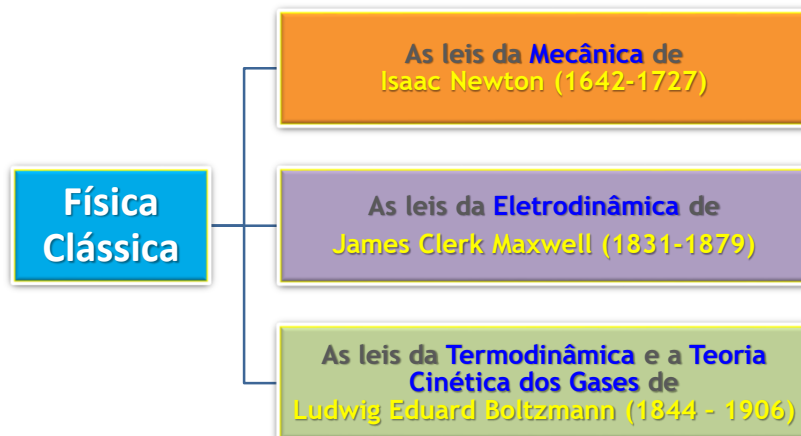 As leis da Mecânica de
Isaac Newton (1642-1727)
Física
Clássica
As leis da Eletrodinâmica de
James Clerk Maxwell (1831-1879)
As leis da Termodinâmica e a Teoria
Cinética dos Gases de
Ludwig Eduard Boltzmann (1844 – 1906)